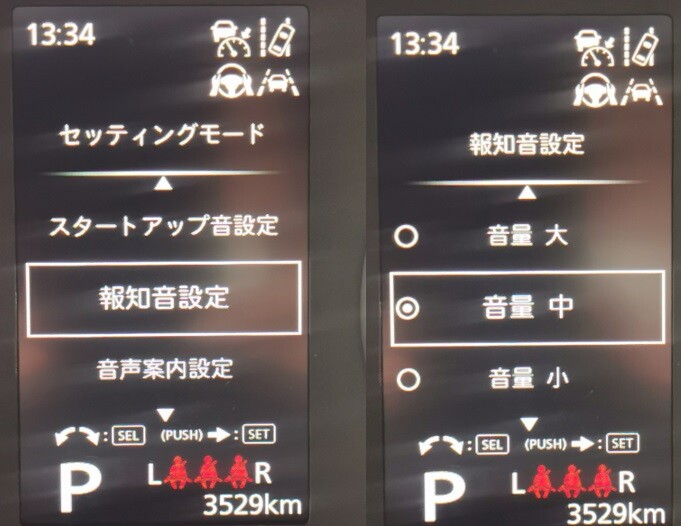 13:34
セッティングモード
スタートアップ音設定
報知音設定
音声案内設定
:SEL (PUSH) :SET
P
L R
3529km
13:34
報知音設定
音量 大
音量 中
音量 小
:SEL (PUSH) :SET
P
L R
3529km